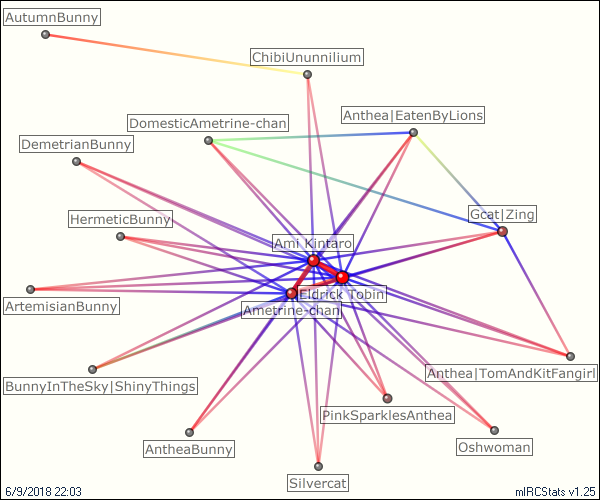 AutumnBunny
ChibiUnunnilium
Anthea|EatenByLions
DomesticAmetrine-chan
DemetrianBunny
Gcat|Zing
HermeticBunny
Ami Kintaro
Eldrick Tobin
ArtemisianBunny
Ametrine-chan
Anthea|TomAndKitFangirl
BunnyInTheSky|ShinyThings
PinkSparklesAnthea
AntheaBunny
Oshwoman
Silvercat
6/9/2018 22:03
mIRCStats v1.25